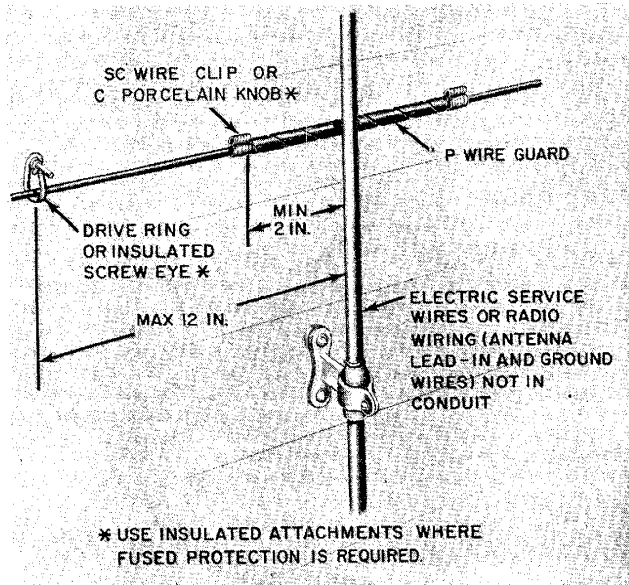 SC WIRE CLIP OR
C PORCELAIN KNOB*
P WIRE GUARD
DRIVE RING
OR INSULATED
SCREW EYE *
MIN
2 IN.
MAX 12 IN.
ELECTRIC SERVICE
WIRES OR RADIO
WIRING (ANTENNA
LEAD-IN AND GROUND
WIRES) NOT IN
CONDUIT
* USE INSULATED ATTACHMENTS WHERE
FUSED PROTECTION IS REQUIRED.